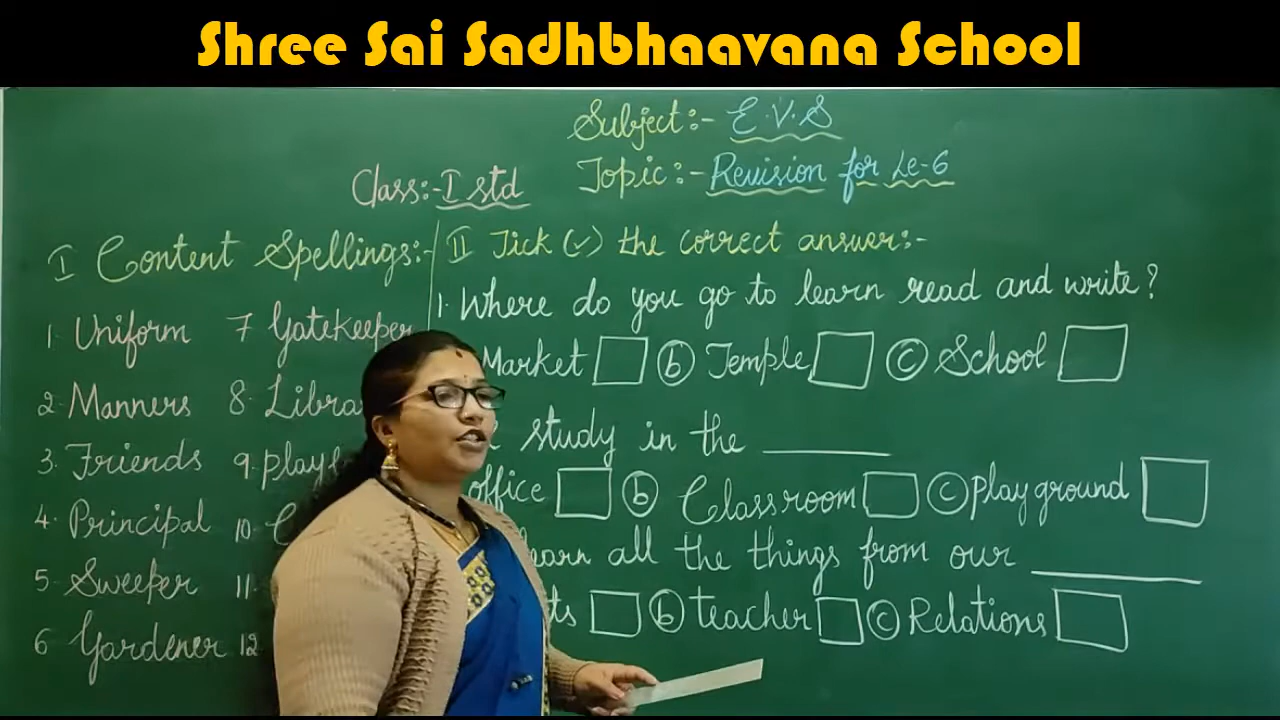 Shree Sai Sadhbhaavana School
Subject:- E.V.S
Topic:- Revision for Le-6
Class:- I std
I Content Spellings:-
1. Uniform
2. Manners
3. Friends
4. Principal
5. Sweeper
6 Gardener
7 Gatekeeper
8. Libra
9. play
10. C
11.
12
II Tick (✓) the correct answer:-
1. Where do you go to learn read and write?
Market ⓑ Temple ⓒ School
study in the ________
office ⓑ Classroom ⓒ playground
learn all the things from our ________
ts ⓑ teacher ⓒ Relations